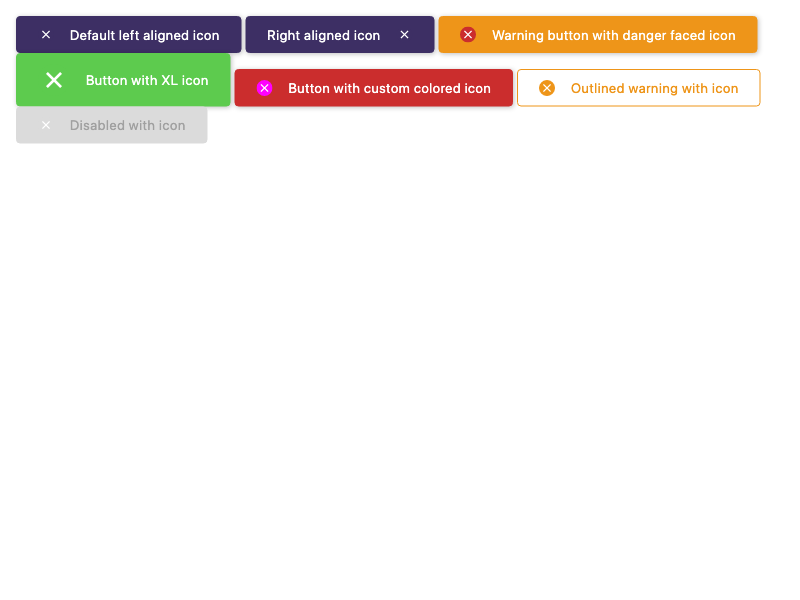 Default left aligned icon
Right aligned icon
Warning button with danger faced icon
Button with XL icon
Button with custom colored icon
Outlined warning with icon
Disabled with icon